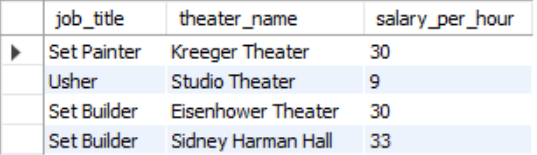 job_title theater_name salary_per_hour
Set Painter Kreeger Theater 30
Usher Studio Theater 9
Set Builder Eisenhower Theater 30
Set Builder Sidney Harman Hall 33